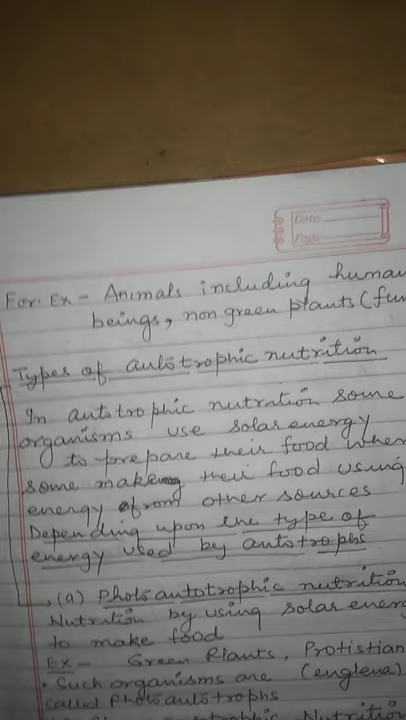 Date:
Page
For. Ex - Animals including human
beings, non green plants (fun
Types of autotrophic nutrition
In autotrophic nutrition some
organisms use solar energy
to prepare their food wher
some making their food using
energy from other sources
Depending upon the type of
energy used by autotrophs
(a) Photoautotrophic nutrition
Nutrition by using solar ener
to make food
Ex - Green Plants, Protistian
. Such organisms are (euglena)
called Photoautotrophs